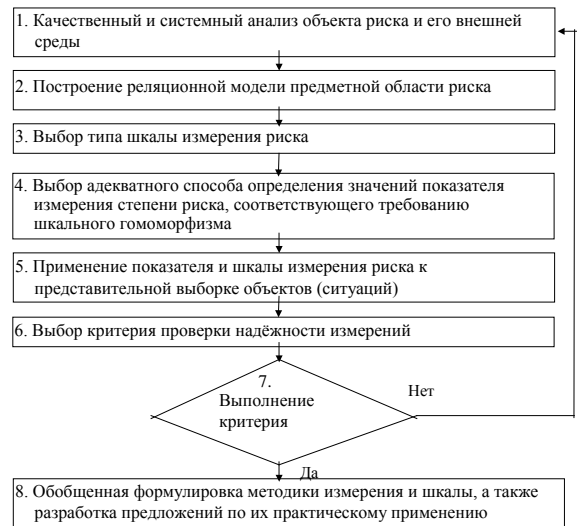 1. Качественный и системный анализ объекта риска и его внешней
среды
2. Построение реляционной модели предметной области риска
3. Выбор типа шкалы измерения риска
4. Выбор адекватного способа определения значений показателя
измерения степени риска, соответствующего требованию
шкального гомоморфизма
5. Применение показателя и шкалы измерения риска к
представительной выборке объектов (ситуаций)
6. Выбор критерия проверки надёжности измерений
7.
Выполнение
критерия
Нет
Да
8. Обобщенная формулировка методики измерения и шкалы, а также
разработка предложений по их практическому применению